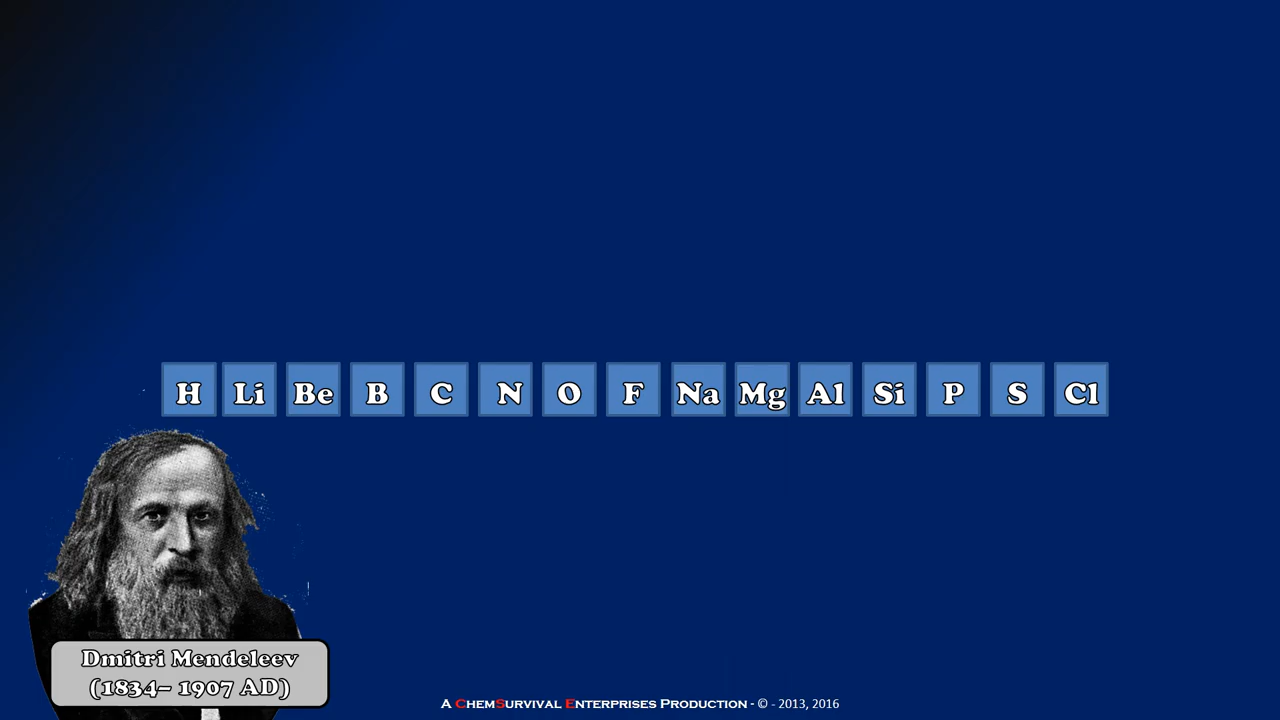 H Li Be B C N O F Na Mg Al Si P S Cl
Dmitri Mendeleev
(1834– 1907 AD)
A ChemSurvival Enterprises Production - © - 2013, 2016